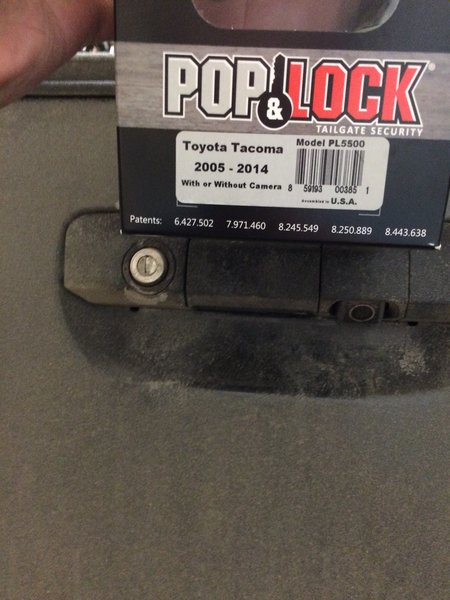 POP & LOCK®
TAILGATE SECURITY
Toyota Tacoma Model PL5500
2005 - 2014
With or Without Camera 8 59193 00385 1
Assembled in U.S.A.
Patents: 6.427.502 7.971.460 8.245.549 8.250.889 8.443.638